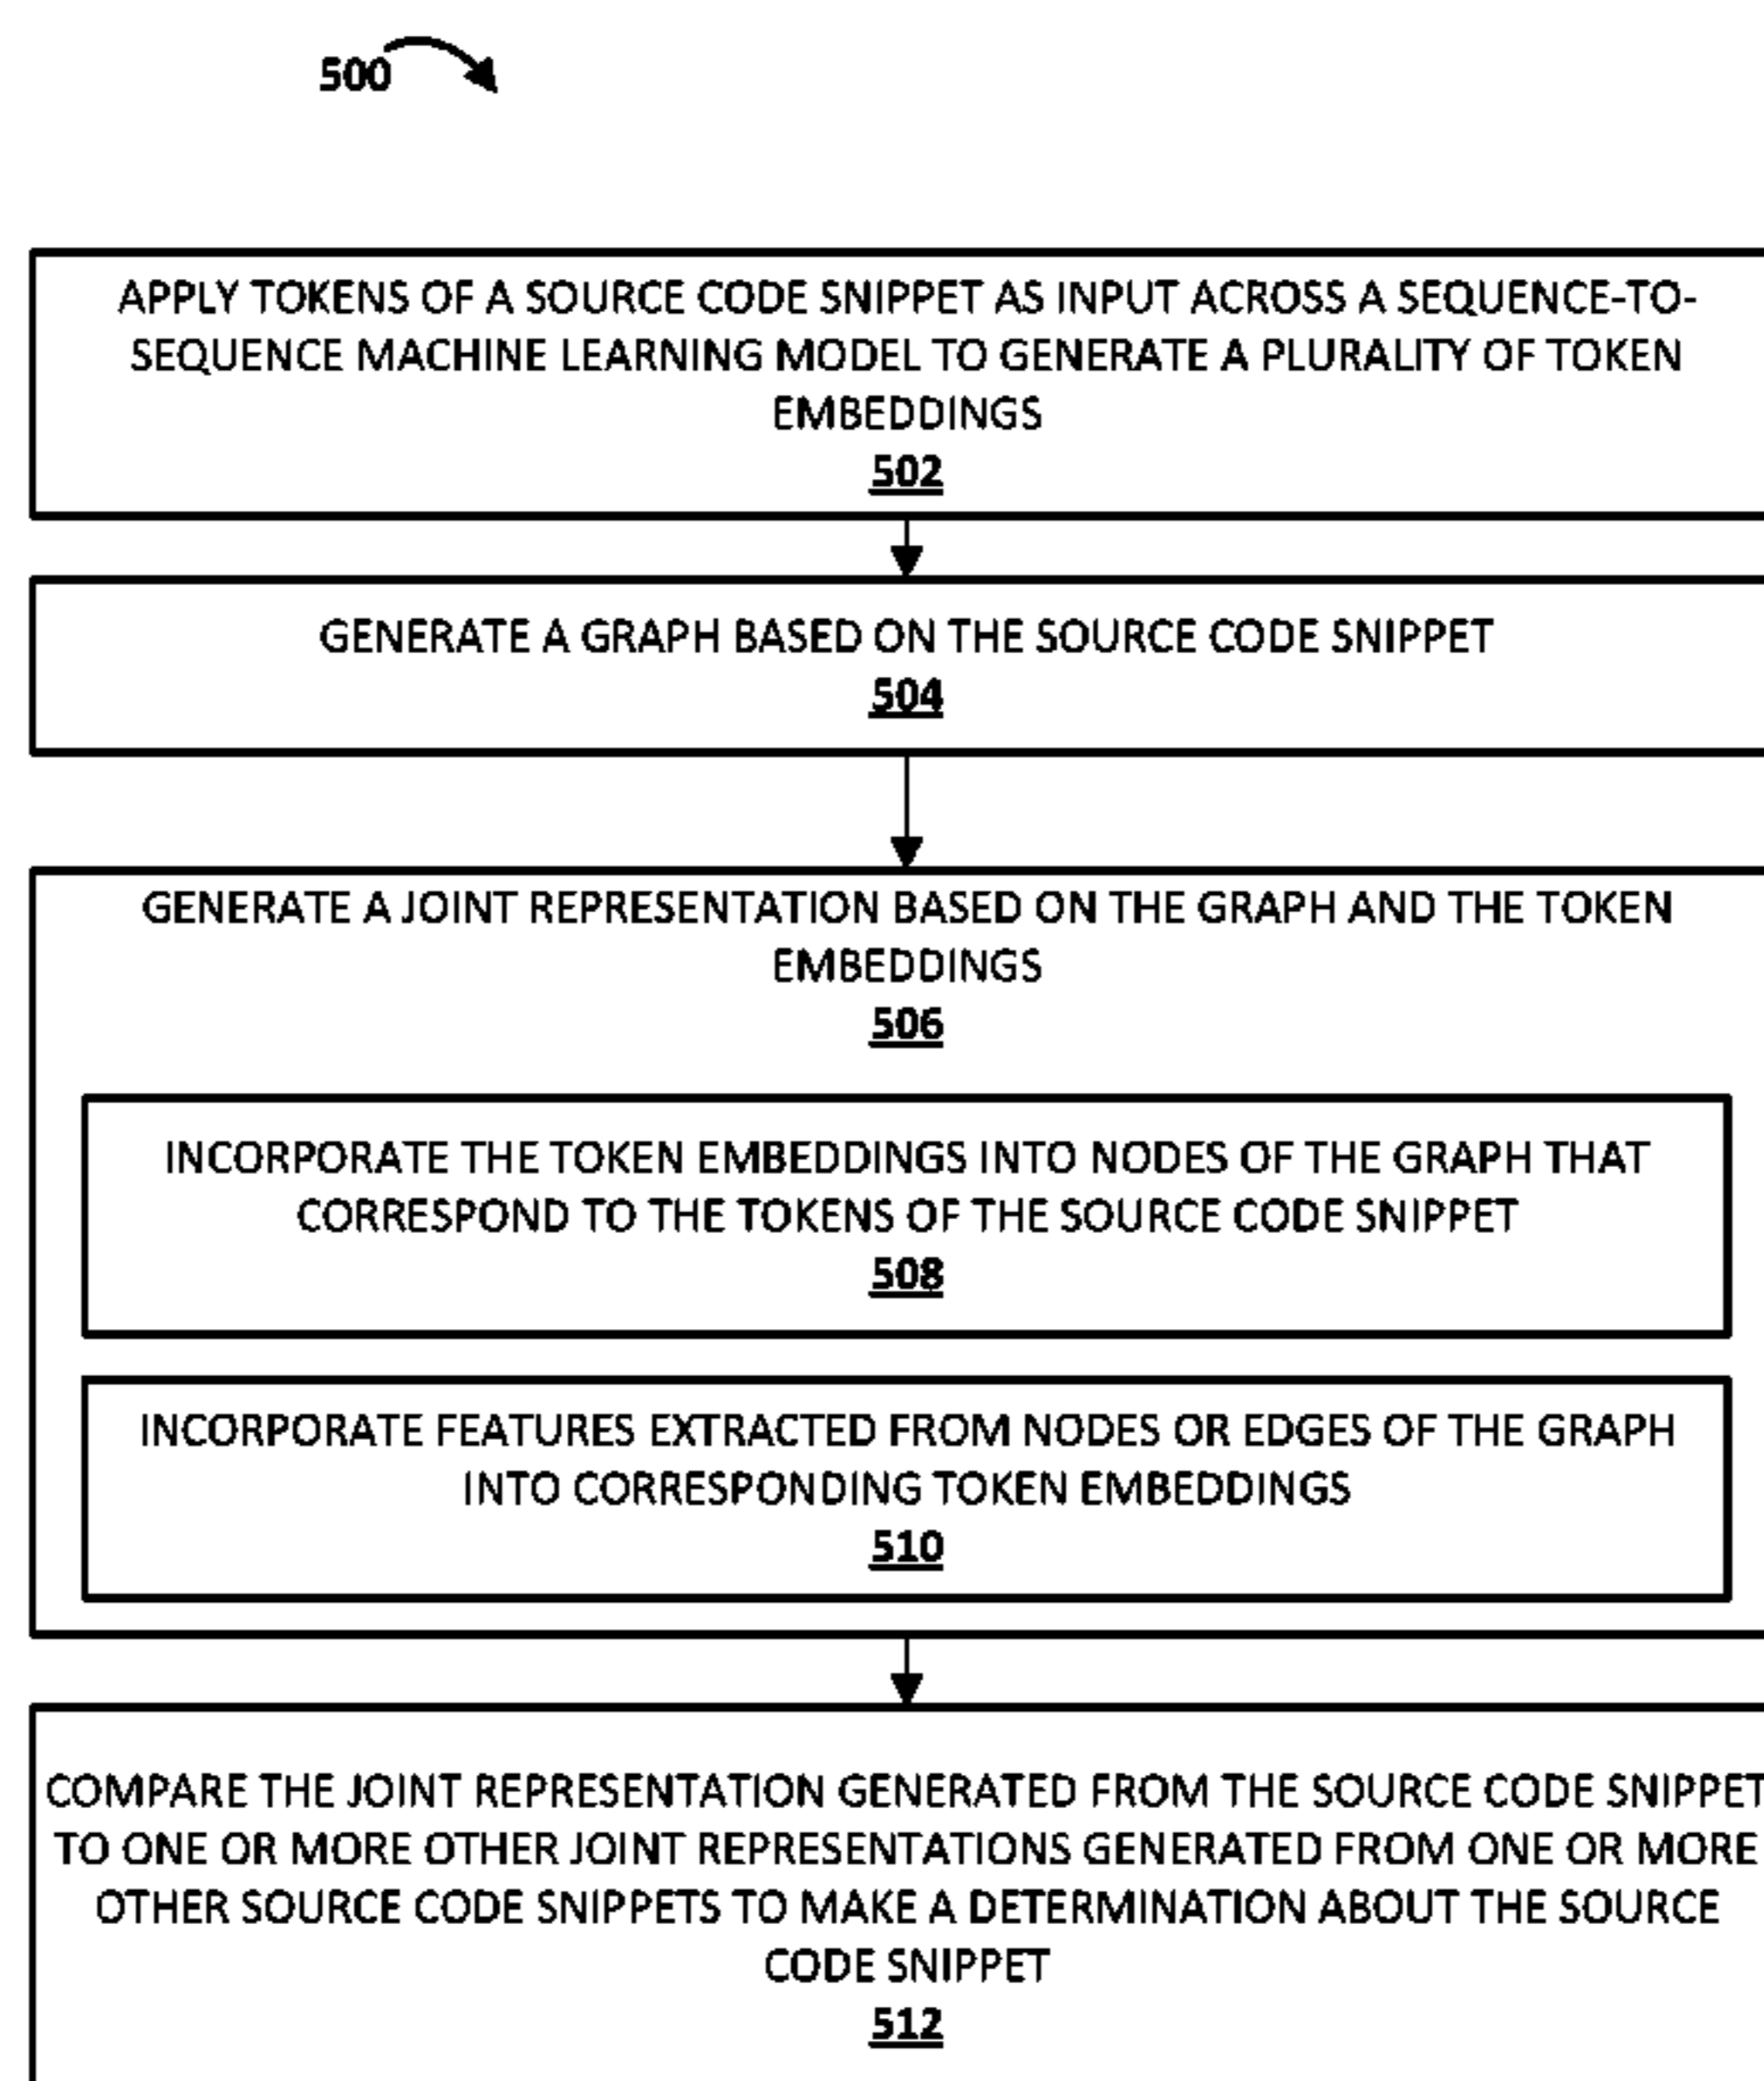 500
APPLY TOKENS OF A SOURCE CODE SNIPPET AS INPUT ACROSS A SEQUENCE-TO-
SEQUENCE MACHINE LEARNING MODEL TO GENERATE A PLURALITY OF TOKEN
EMBEDDINGS
502
GENERATE A GRAPH BASED ON THE SOURCE CODE SNIPPET
504
GENERATE A JOINT REPRESENTATION BASED ON THE GRAPH AND THE TOKEN
EMBEDDINGS
506
INCORPORATE THE TOKEN EMBEDDINGS INTO NODES OF THE GRAPH THAT
CORRESPOND TO THE TOKENS OF THE SOURCE CODE SNIPPET
508
INCORPORATE FEATURES EXTRACTED FROM NODES OR EDGES OF THE GRAPH
INTO CORRESPONDING TOKEN EMBEDDINGS
510
COMPARE THE JOINT REPRESENTATION GENERATED FROM THE SOURCE CODE SNIPPET
TO ONE OR MORE OTHER JOINT REPRESENTATIONS GENERATED FROM ONE OR MORE
OTHER SOURCE CODE SNIPPETS TO MAKE A DETERMINATION ABOUT THE SOURCE
CODE SNIPPET
512